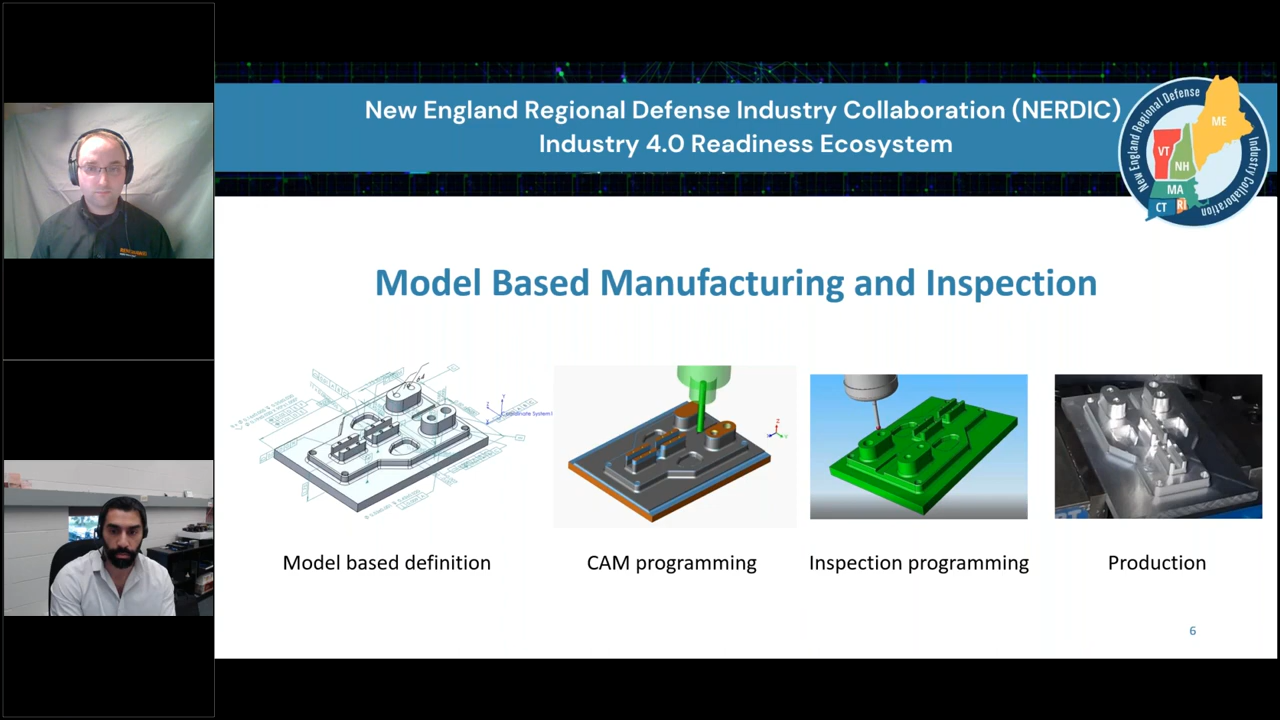 New England Regional Defense Industry Collaboration (NERDIC)
Industry 4.0 Readiness Ecosystem
New England Regional Defense
Industry Collaboration
ME
VT
NH
MA
CT
RI
Model Based Manufacturing and Inspection
Coordinate System
Model based definition
CAM programming
Inspection programming
Production
6